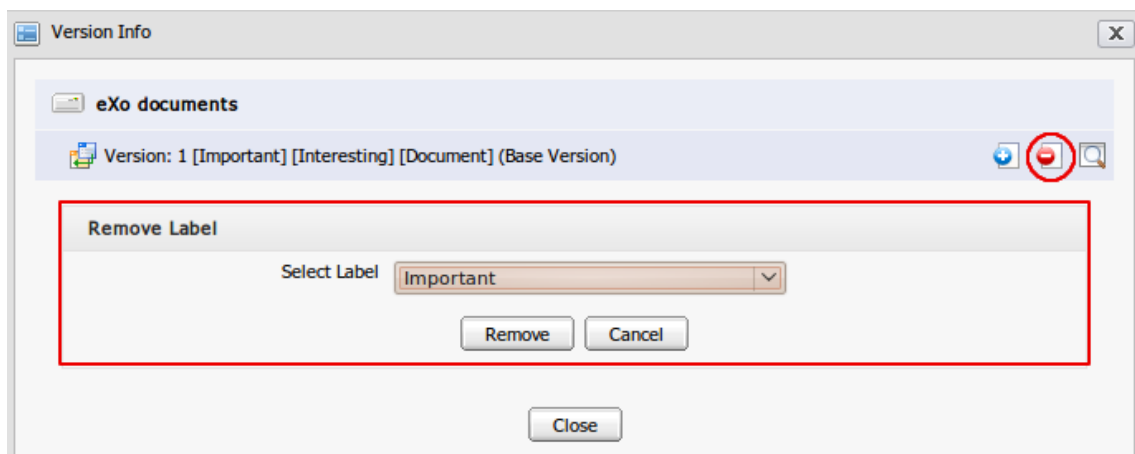 Version Info
eXo documents
Version: 1 [Important] [Interesting] [Document] (Base Version)
Remove Label
Select Label Important
Remove Cancel
Close